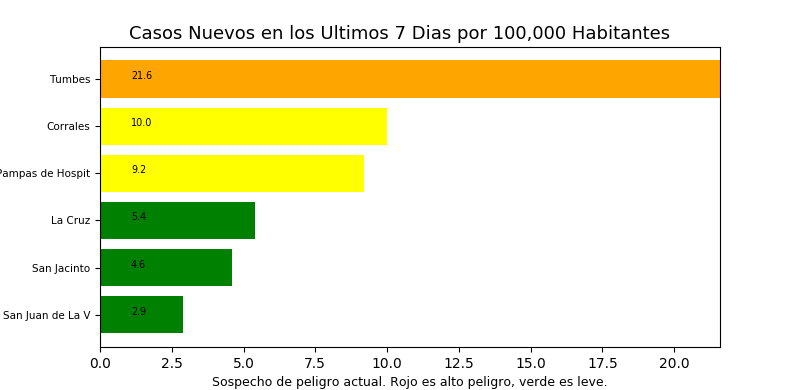 Casos Nuevos en los Ultimos 7 Dias por 100,000 Habitantes
Tumbes 21.6
Corrales 10.0
Pampas de Hospit 9.2
La Cruz 5.4
San Jacinto 4.6
San Juan de La V 2.9
0.0 2.5 5.0 7.5 10.0 12.5 15.0 17.5 20.0
Sospecho de peligro actual. Rojo es alto peligro, verde es leve.